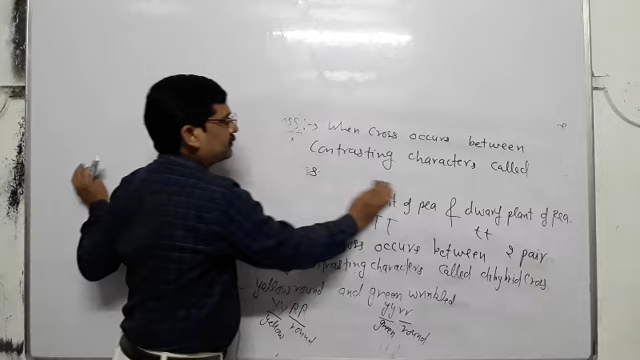 When Cross occurs between
Contrasting characters called
of pea & dwarf plant of pea.
TT tt
occurs between 2 pair
contrasting characters called dihybrid cross.
yellow round and green wrinkled
YYRR yyrr
yellow round green round